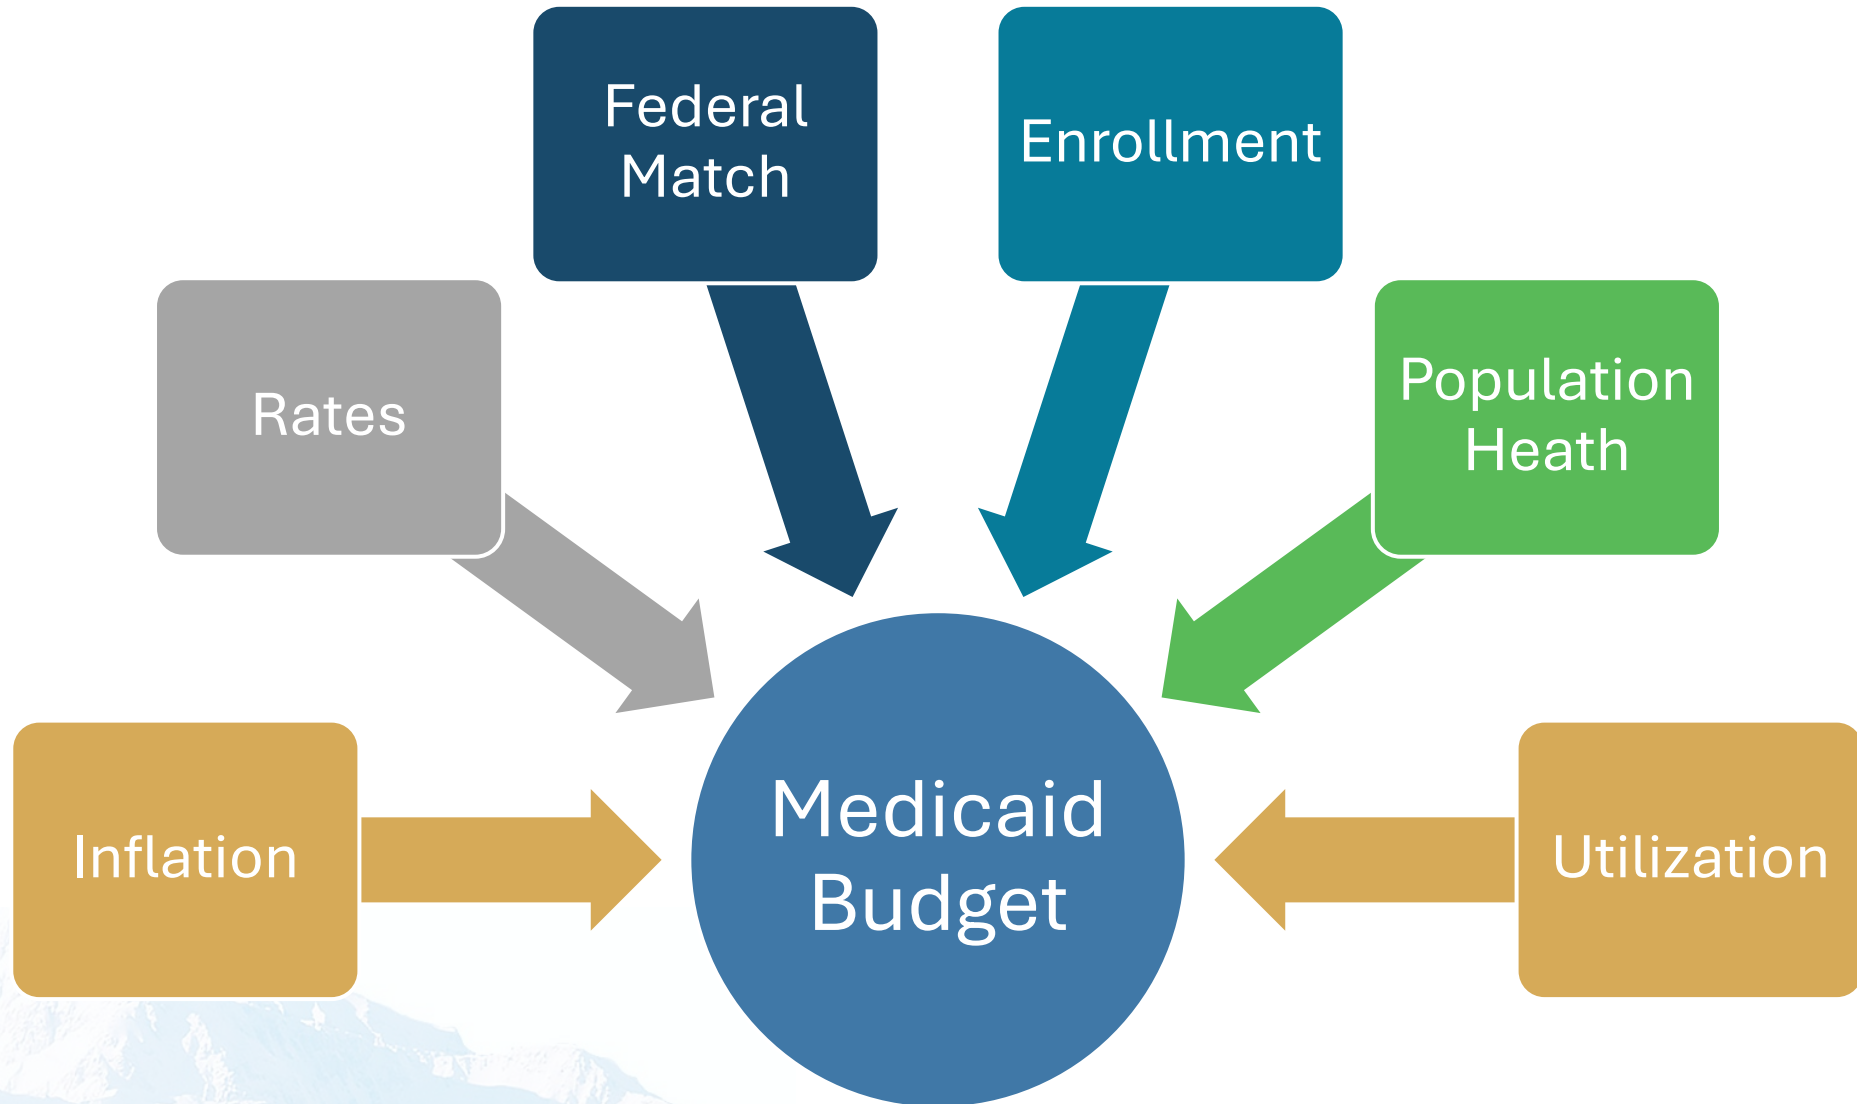 Federal
Match
Enrollment
Rates
Population
Heath
Inflation
Medicaid
Budget
Utilization